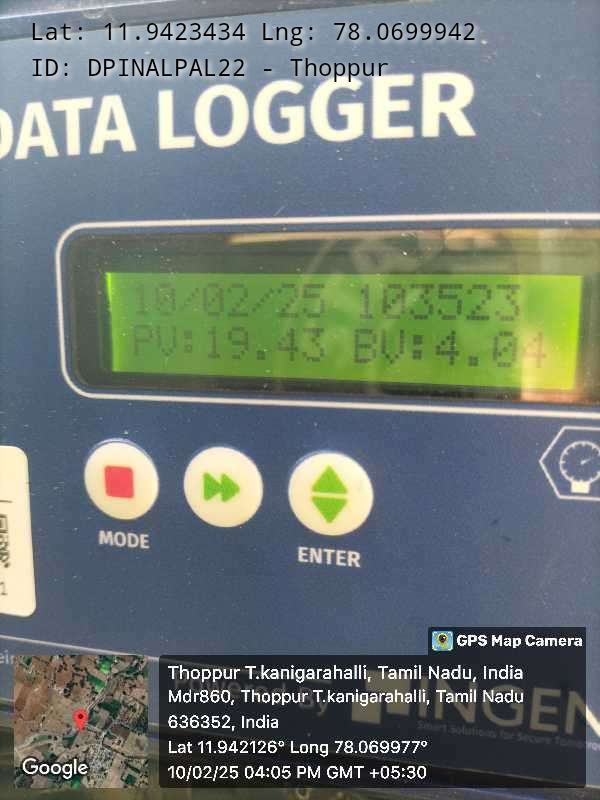 Lat: 11.9423434 Lng: 78.0699942
ID: DPINALPAL22 - Thoppur
DATA LOGGER
10/02/25 103523
PV:19.43 BV:4.04
MODE
ENTER
GPS Map Camera
Thoppur T.kanigarahalli, Tamil Nadu, India
Mdr860, Thoppur T.kanigarahalli, Tamil Nadu
636352, India
Lat 11.942126° Long 78.069977°
10/02/25 04:05 PM GMT +05:30
Google